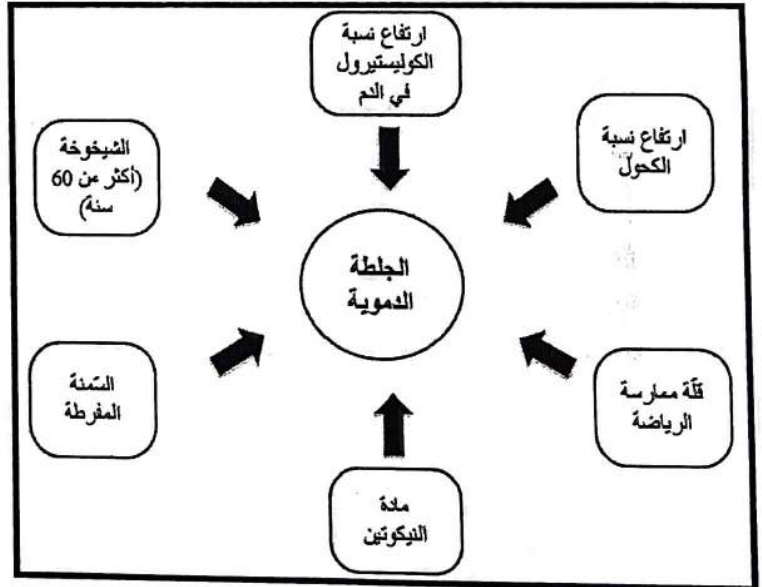 ارتفاع نسبة
الكوليستيرول
في الدم
ارتفاع نسبة
الكحول
الشيخوخة
(أكثر من 60
سنة)
الجلطة
الدموية
قلّة ممارسة
الرياضة
السّمنة
المفرطة
مادة
النيكوتين